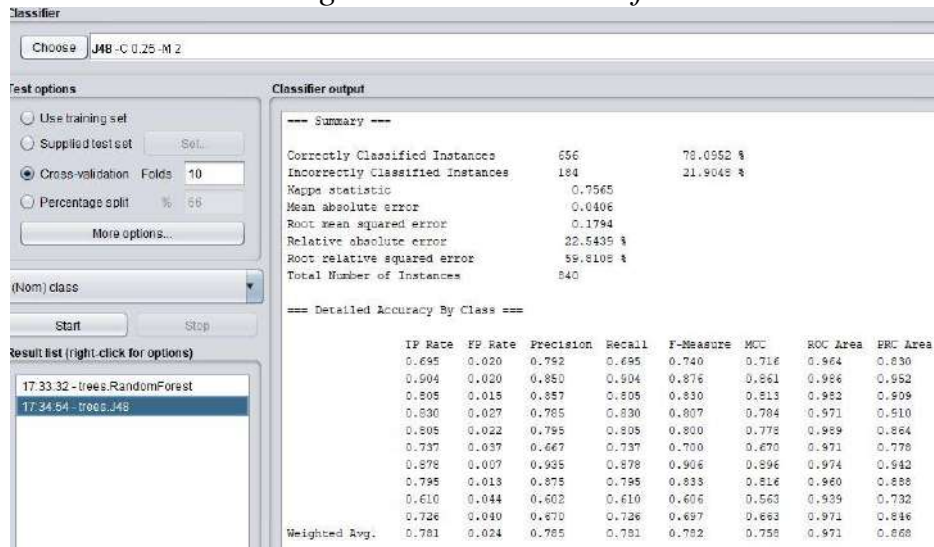 Classifier
Choose J48 -C 0.25 -M 2
Test options
Use training set
Supplied test set Set...
Cross-validation Folds 10
Percentage split % 66
More options...
(Nom) class
Start Stop
Result list (right-click for options)
17:33:32 - trees.RandomForest
17:34:54 - trees.J48
Classifier output
=== Summary ===
Correctly Classified Instances 656 78.0952 %
Incorrectly Classified Instances 184 21.9048 %
Kappa statistic 0.7565
Mean absolute error 0.0406
Root mean squared error 0.1794
Relative absolute error 22.5439 %
Root relative squared error 59.8108 %
Total Number of Instances 840
=== Detailed Accuracy By Class ===
TP Rate FP Rate Precision Recall F-Measure MCC ROC Area PRC Area
0.695 0.020 0.792 0.695 0.740 0.716 0.964 0.830
0.904 0.020 0.850 0.904 0.876 0.861 0.986 0.952
0.805 0.015 0.857 0.805 0.830 0.813 0.982 0.909
0.830 0.027 0.785 0.830 0.807 0.784 0.971 0.910
0.805 0.022 0.795 0.805 0.800 0.778 0.989 0.864
0.737 0.037 0.667 0.737 0.700 0.670 0.971 0.778
0.878 0.007 0.935 0.878 0.906 0.896 0.974 0.942
0.795 0.013 0.875 0.795 0.833 0.816 0.960 0.888
0.610 0.044 0.602 0.610 0.606 0.563 0.939 0.732
0.726 0.040 0.670 0.726 0.697 0.663 0.971 0.846
Weighted Avg. 0.781 0.024 0.785 0.781 0.782 0.758 0.971 0.868